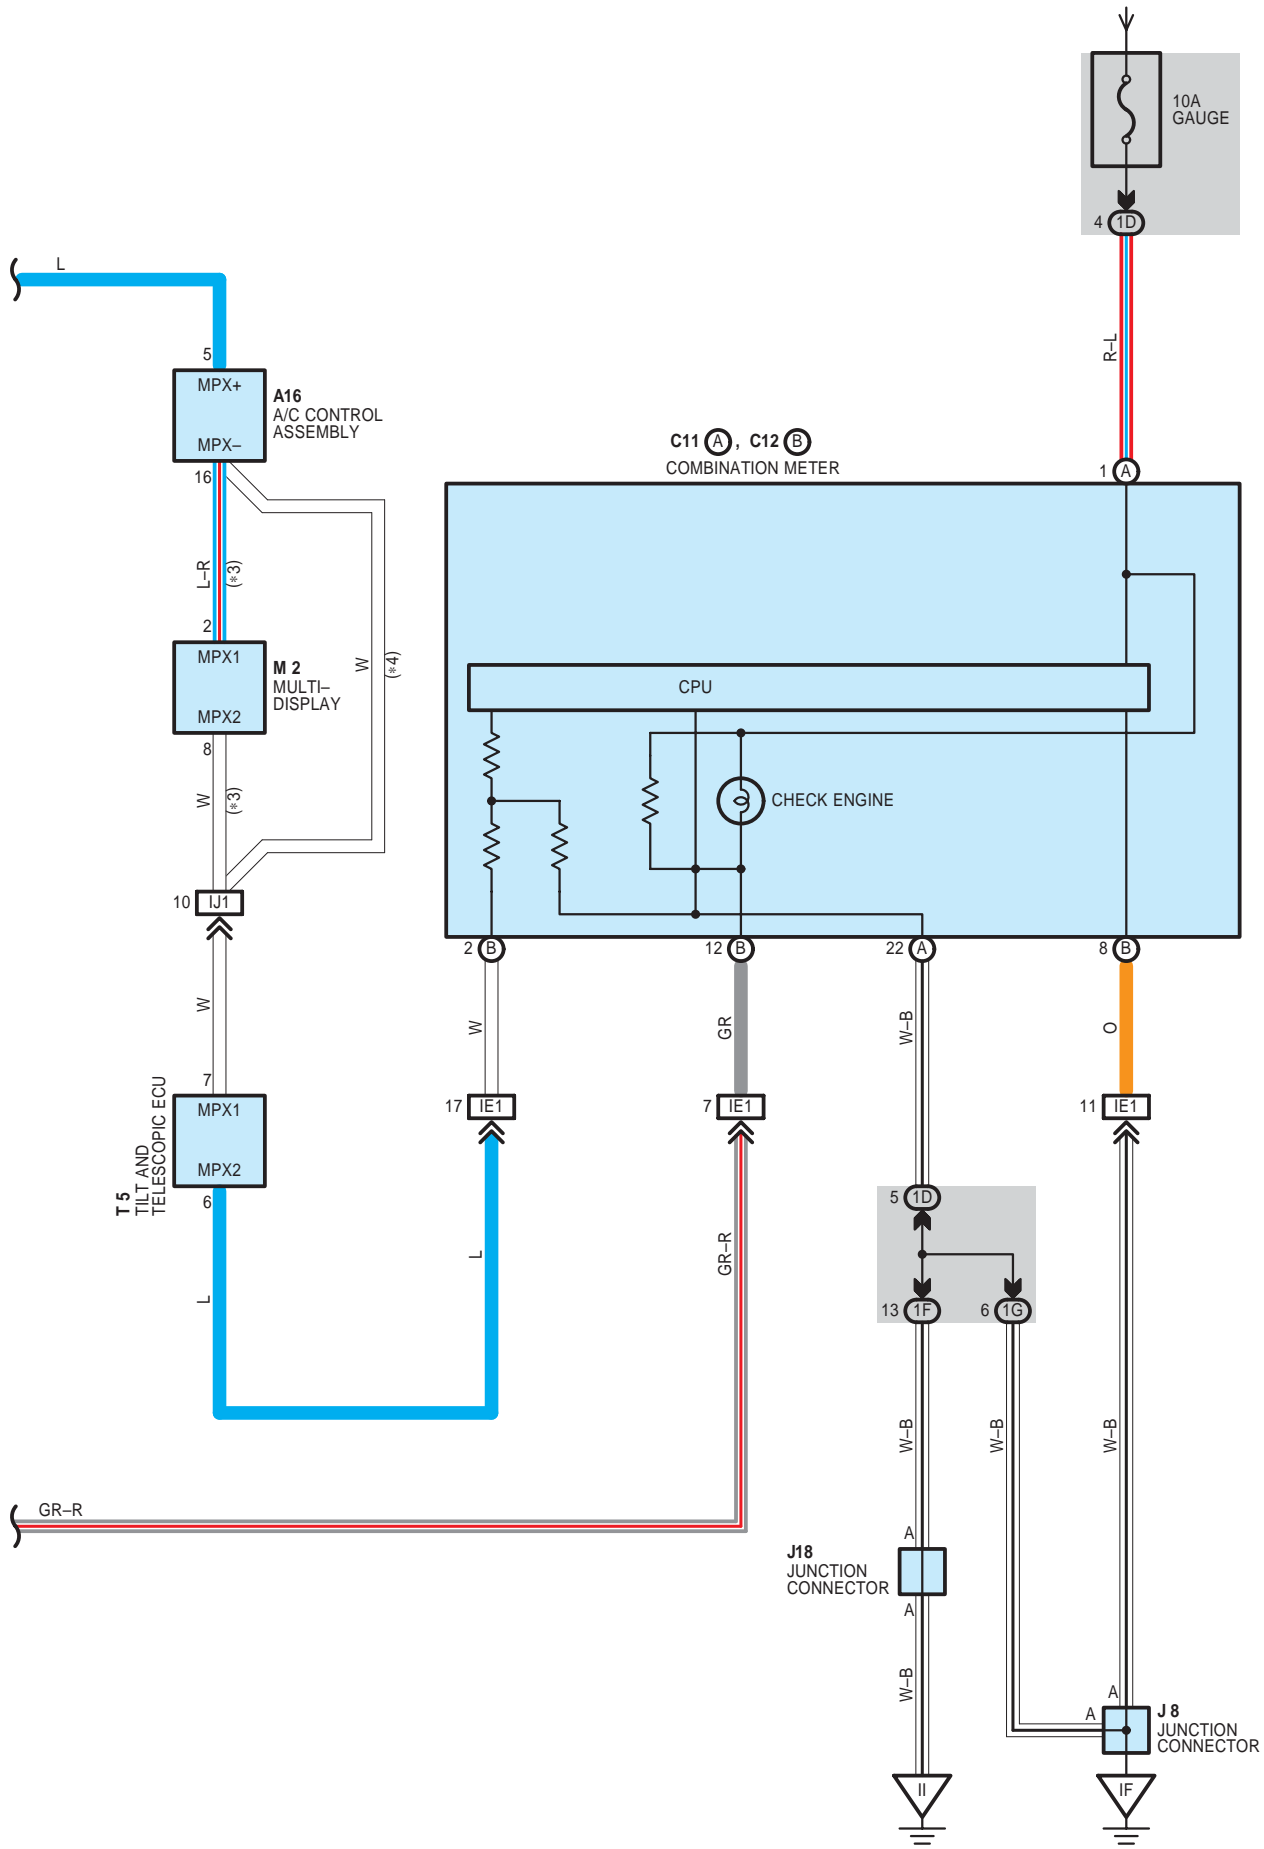 10A
GAUGE
4 1D
L
R–L
5
MPX+
MPX–
A16
A/C CONTROL
ASSEMBLY
16
C11 A , C12 B
COMBINATION METER
1 A
L–R
(*3)
2
MPX1
MPX2
M 2
MULTI–
DISPLAY
W
(*4)
8
W
(*3)
CPU
CHECK ENGINE
10 IJ1
2 B
12 B
22 A
8 B
W
W
GR
W–B
O
7
MPX1
MPX2
T 5
TILT AND
TELESCOPIC ECU
6
17 IE1
7 IE1
11 IE1
5 1D
13 1F
6 1G
L
L
GR–R
W–B
W–B
W–B
GR–R
A
J18
JUNCTION
CONNECTOR
A
W–B
A
A
J 8
JUNCTION
CONNECTOR
II
IF